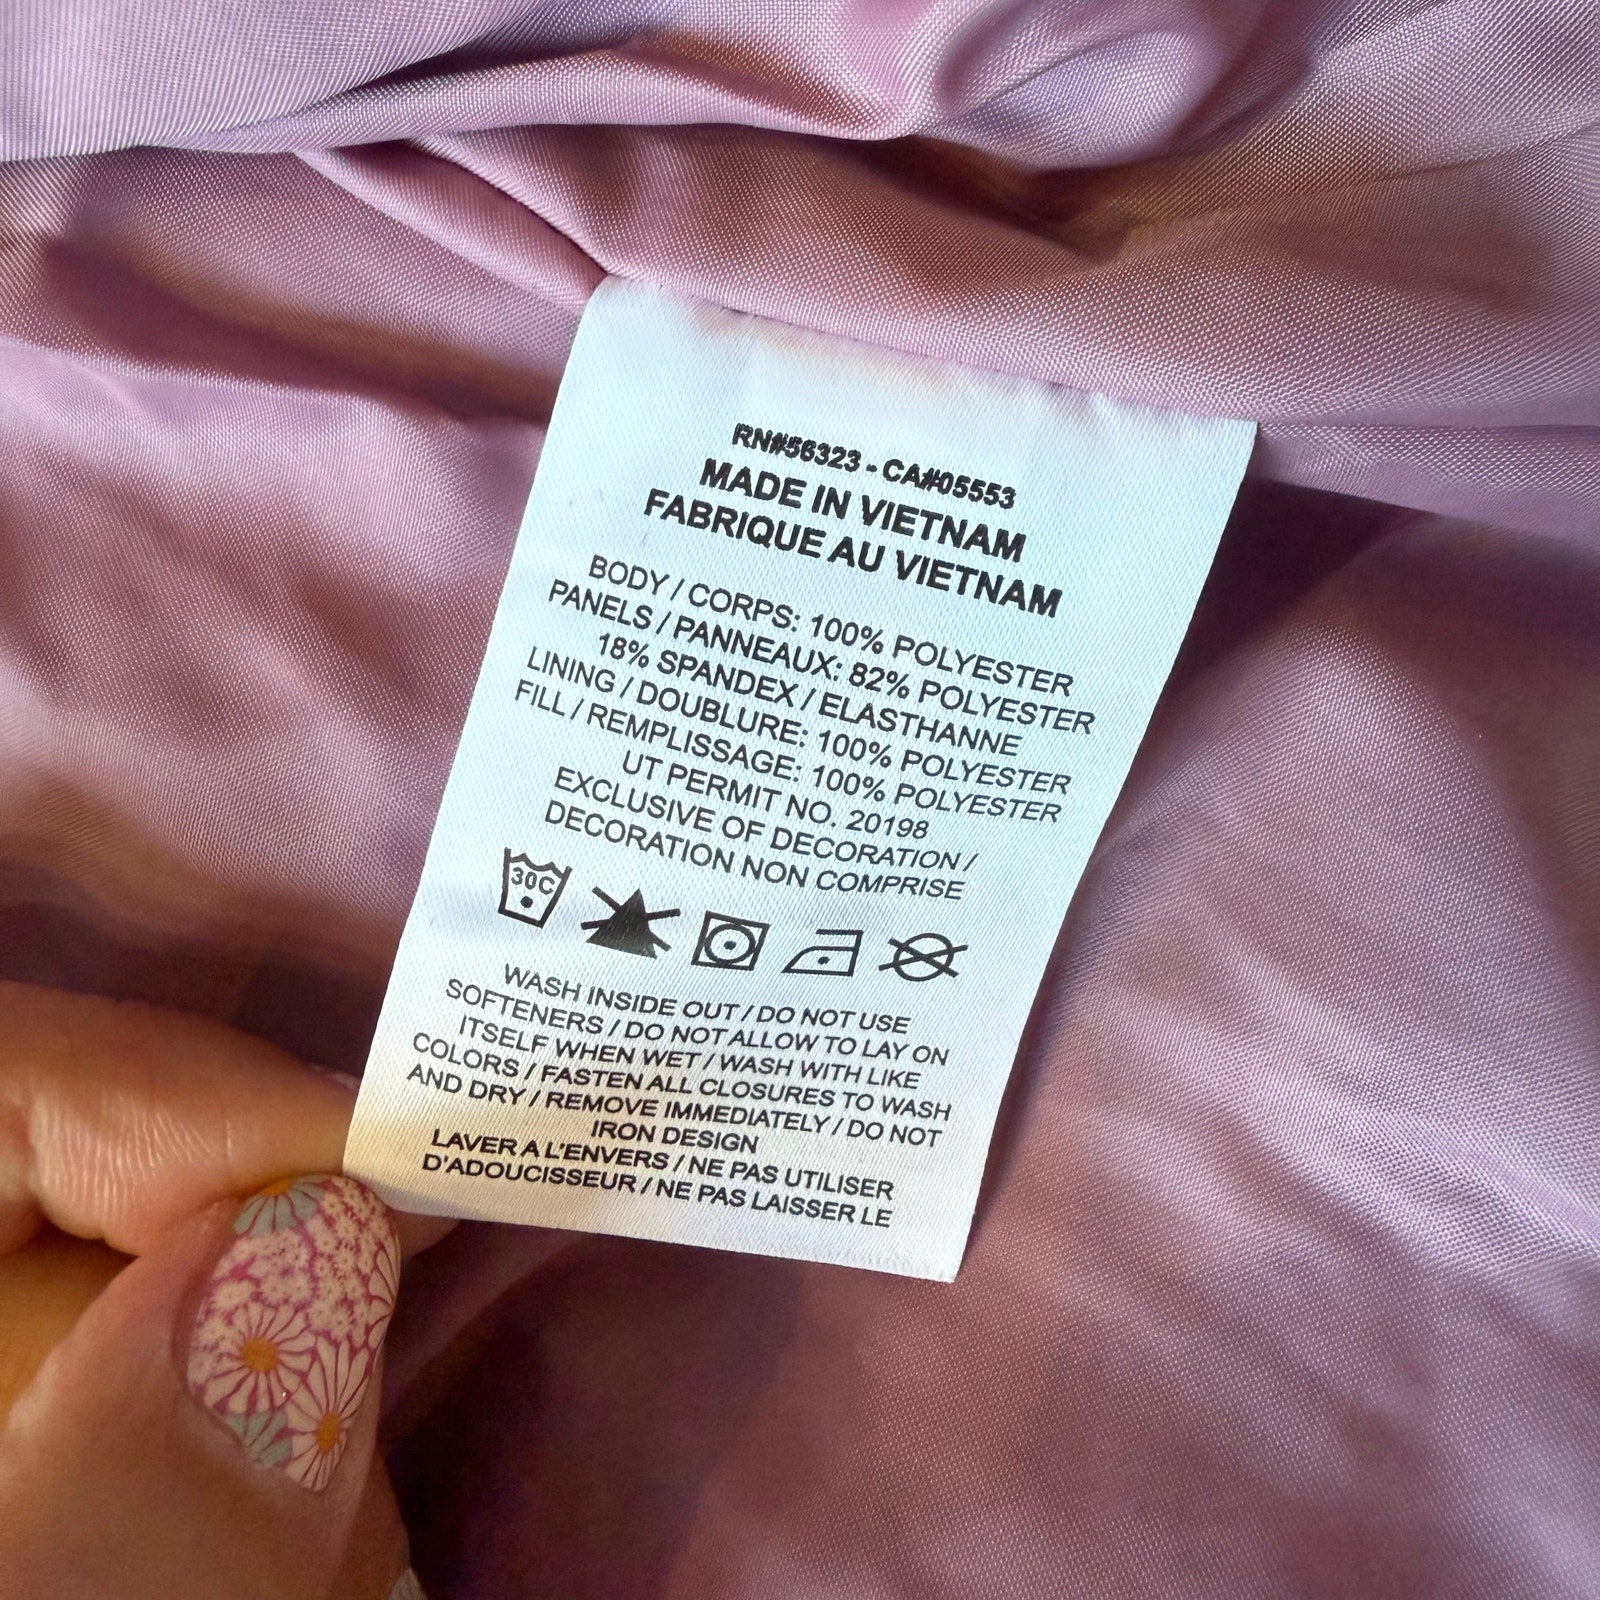 RN#56323 - CA#05553
MADE IN VIETNAM
FABRIQUE AU VIETNAM
BODY / CORPS: 100% POLYESTER
PANELS / PANNEAUX: 82% POLYESTER
18% SPANDEX / ELASTHANNE
LINING / DOUBLURE: 100% POLYESTER
FILL / REMPLISSAGE: 100% POLYESTER
UT PERMIT NO. 20198
EXCLUSIVE OF DECORATION /
DECORATION NON COMPRISE
30C
WASH INSIDE OUT / DO NOT USE
SOFTENERS / DO NOT ALLOW TO LAY ON
ITSELF WHEN WET / WASH WITH LIKE
COLORS / FASTEN ALL CLOSURES TO WASH
AND DRY / REMOVE IMMEDIATELY / DO NOT
IRON DESIGN
LAVER A L'ENVERS / NE PAS UTILISER
D'ADOUCISSEUR / NE PAS LAISSER LE